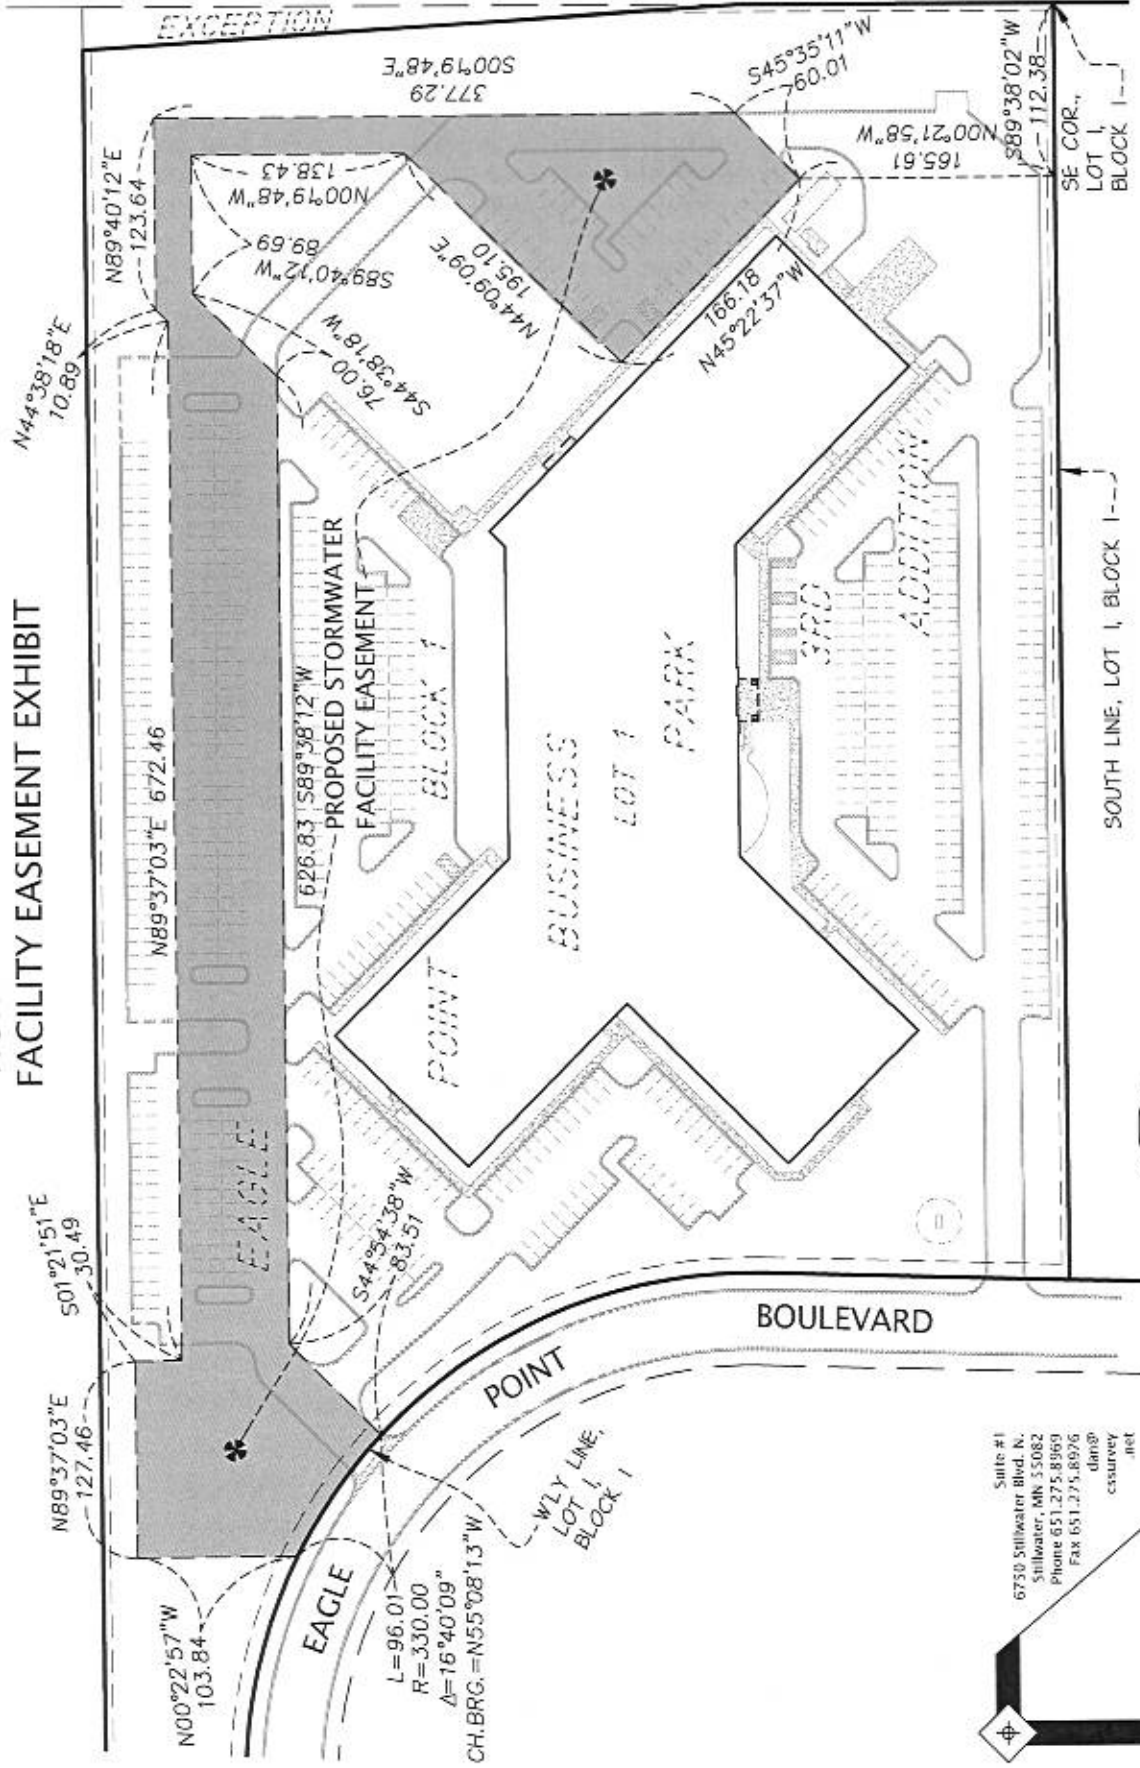 FACILITY EASEMENT EXHIBIT
EXCEPTION
N44°38'18"E
10.89
N89°40'12"E
123.64
S00°19'48"E
377.29
N00°19'48"W
138.43
S89°40'12"W
89.69
S44°38'18"W
76.00
N44°09'09"E
195.10
S45°35'11"W
60.01
N00°21'58"W
165.61
S89°38'02"W
112.38
SE COR.,
LOT 1,
BLOCK 1
166.18
N45°22'37"W
N89°37'03"E 672.46
626.83 S89°38'12"W
PROPOSED STORMWATER
FACILITY EASEMENT
S01°21'51"E
30.49
N89°37'03"E
127.46
N00°22'57"W
103.84
S44°54'38"W
83.51
L=96.01
R=330.00
Δ=16°40'09"
CH.BRG.=N55°08'13"W
WLY LINE,
LOT 1,
BLOCK 1
EAGLE
POINT
BUSINESS
PARK
3RD
ADDITION
BLOCK 1
LOT 1
EAGLE
POINT
BOULEVARD
SOUTH LINE, LOT 1, BLOCK 1
Suite #1
6750 Stillwater Blvd. N.
Stillwater, MN 55082
Phone 651.275.8969
Fax 651.275.8976
dan@
cssurvey
.net